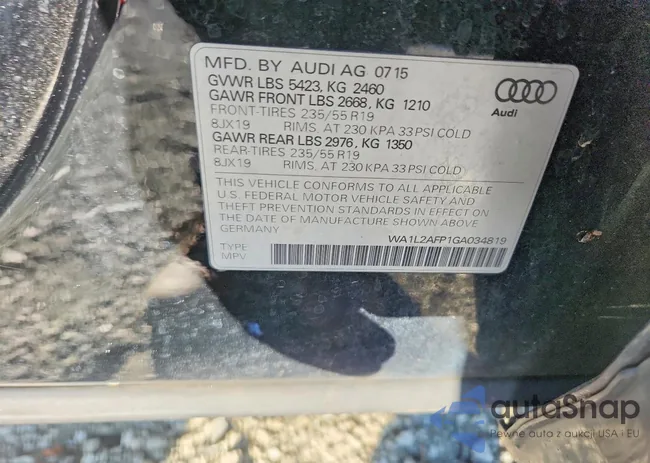 MFD. BY AUDI AG 07 15
GVWR LBS 5423, KG 2460
GAWR FRONT LBS 2668, KG 1210
FRONT-TIRES 235/55 R19
8JX19 RIMS, AT 230 KPA 33 PSI COLD
GAWR REAR LBS 2976, KG 1350
REAR-TIRES 235/55 R19
8JX19 RIMS, AT 230 KPA 33 PSI COLD
THIS VEHICLE CONFORMS TO ALL APPLICABLE
U.S. FEDERAL MOTOR VEHICLE SAFETY AND
THEFT PREVENTION STANDARDS IN EFFECT ON
THE DATE OF MANUFACTURE SHOWN ABOVE
GERMANY
WA1L2AFP1GA034819
TYPE
MPV
Audi
autoSnap
Pewne auta z aukcji USA i EU